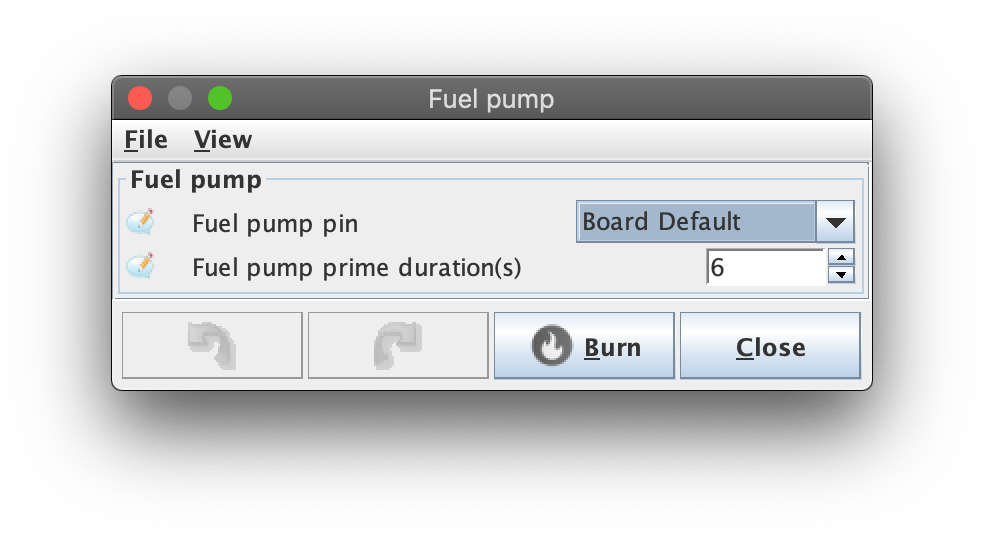 Fuel pump
File View
Fuel pump
Fuel pump pin Board Default
Fuel pump prime duration(s) 6
Burn Close